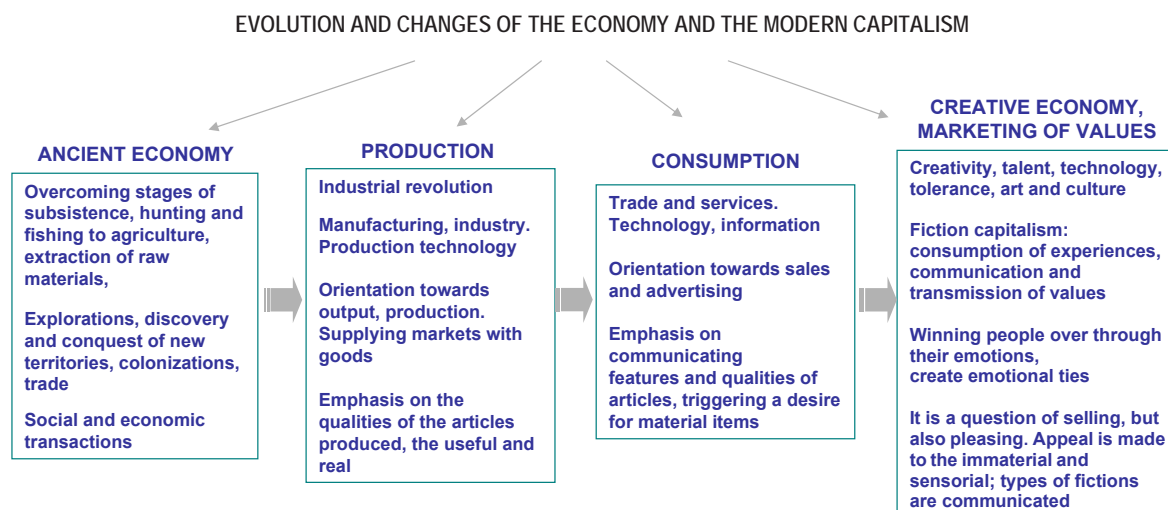 EVOLUTION AND CHANGES OF THE ECONOMY AND THE MODERN CAPITALISM
ANCIENT ECONOMY
Overcoming stages of
subsistence, hunting and
fishing to agriculture,
extraction of raw
materials,
Explorations, discovery
and conquest of new
territories, colonizations,
trade
Social and economic
transactions
PRODUCTION
Industrial revolution
Manufacturing, industry.
Production technology
Orientation towards
output, production.
Supplying markets with
goods
Emphasis on the
qualities of the articles
produced, the useful and
real
CONSUMPTION
Trade and services.
Technology, information
Orientation towards sales
and advertising
Emphasis on
communicating
features and qualities of
articles, triggering a desire
for material items
CREATIVE ECONOMY,
MARKETING OF VALUES
Creativity, talent, technology,
tolerance, art and culture
Fiction capitalism:
consumption of experiences,
communication and
transmission of values
Winning people over through
their emotions,
create emotional ties
It is a question of selling, but
also pleasing. Appeal is made
to the immaterial and
sensorial; types of fictions
are communicated